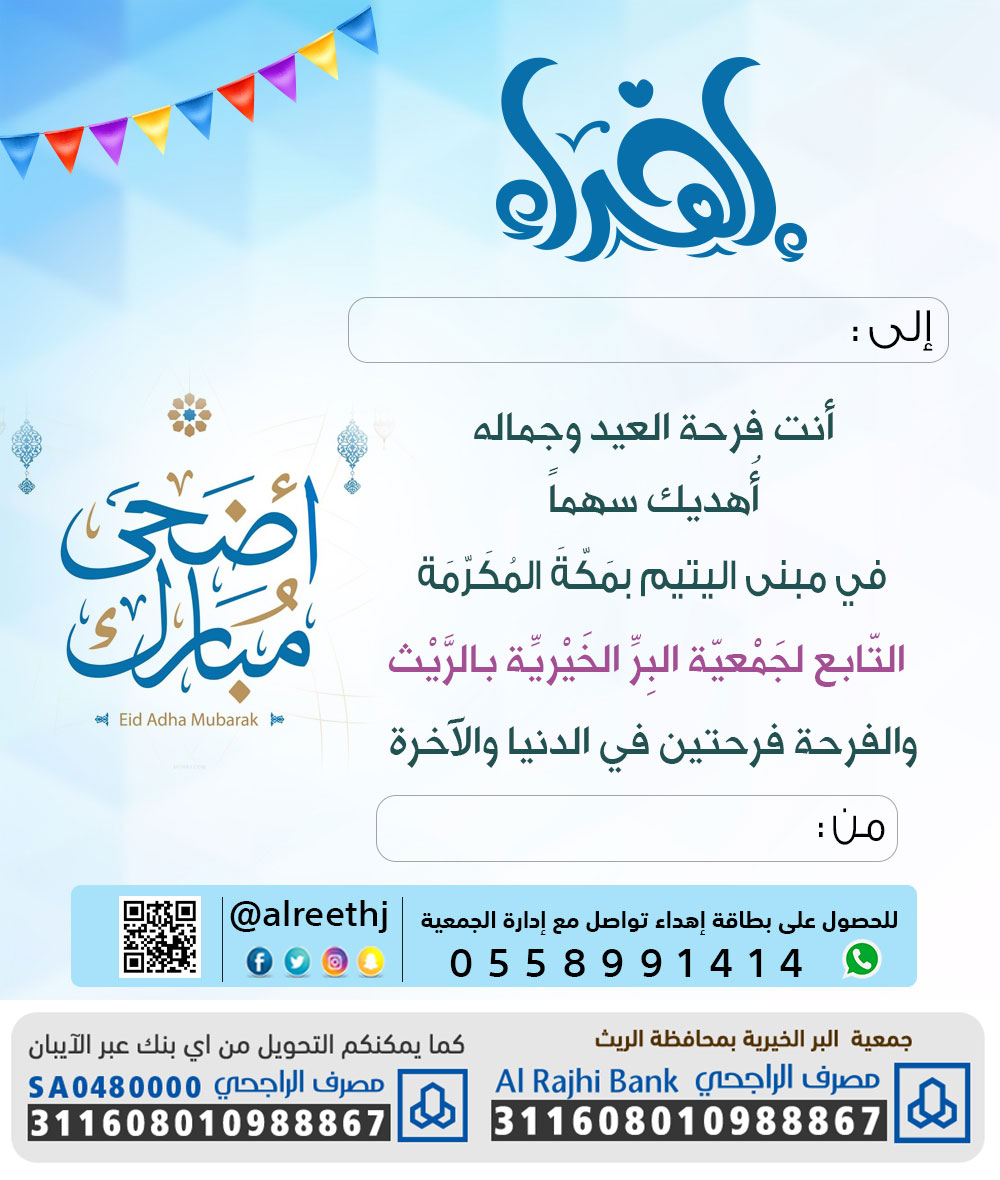 إهداء
إلى :
أنت فرحة العيد وجماله
أُهديك سهماً
في مبنى اليتيم بمَكّةَ المُكَرّمَة
التّابع لجَمْعيّة البِرِّ الخَيْريِّة بالرَّيْث
والفرحة فرحتين في الدنيا والآخرة
من :
أضحَى
مُبَارك
Eid Adha Mubarak
للحصول على بطاقة إهداء تواصل مع إدارة الجمعية
0558991414
@alreethj
جمعية البر الخيرية بمحافظة الريث
مصرف الراجحي Al Rajhi Bank
311608010988867
كما يمكنكم التحويل من اي بنك عبر الآيبان
مصرف الراجحي SA0480000
311608010988867